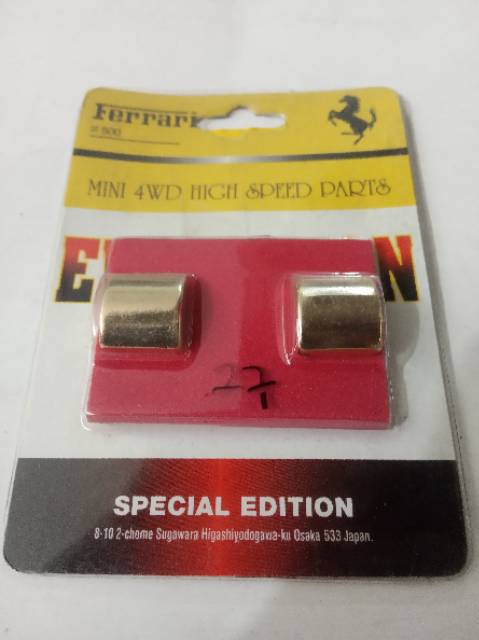 Ferrari
MINI 4WD HIGH SPEED PARTS
27
SPECIAL EDITION
8-10 2-chome Sugawara Higashiyodogawa-ku Osaka 533 Japan.